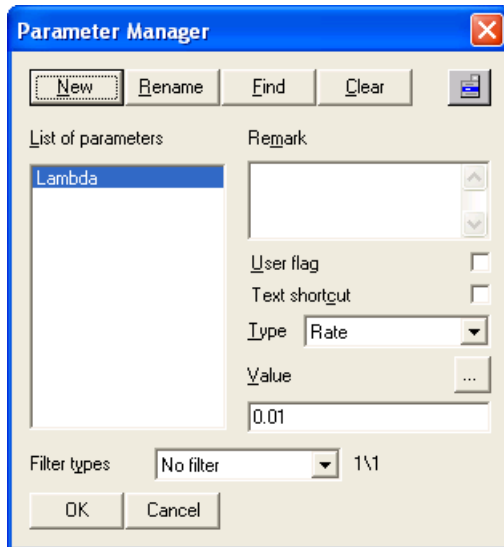 Parameter Manager
New Rename Find Clear
List of parameters Remark
Lambda
User flag
Text shortcut
Type Rate
Value ...
0.01
Filter types No filter 1\1
OK Cancel